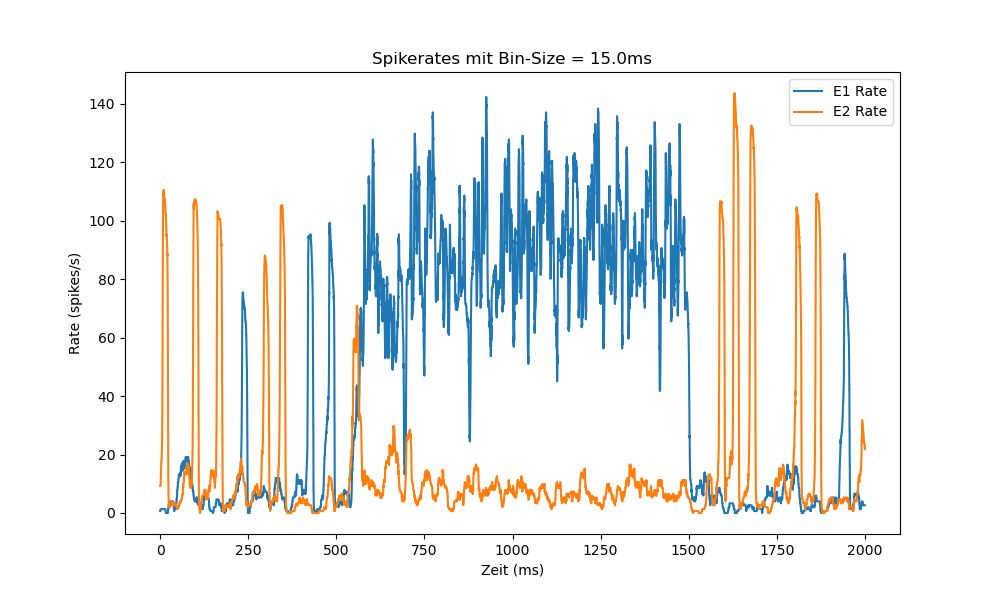 Spikerates mit Bin-Size = 15.0ms
E1 Rate
E2 Rate
Rate (spikes/s)
140
120
100
80
60
40
20
0
0 250 500 750 1000 1250 1500 1750 2000
Zeit (ms)